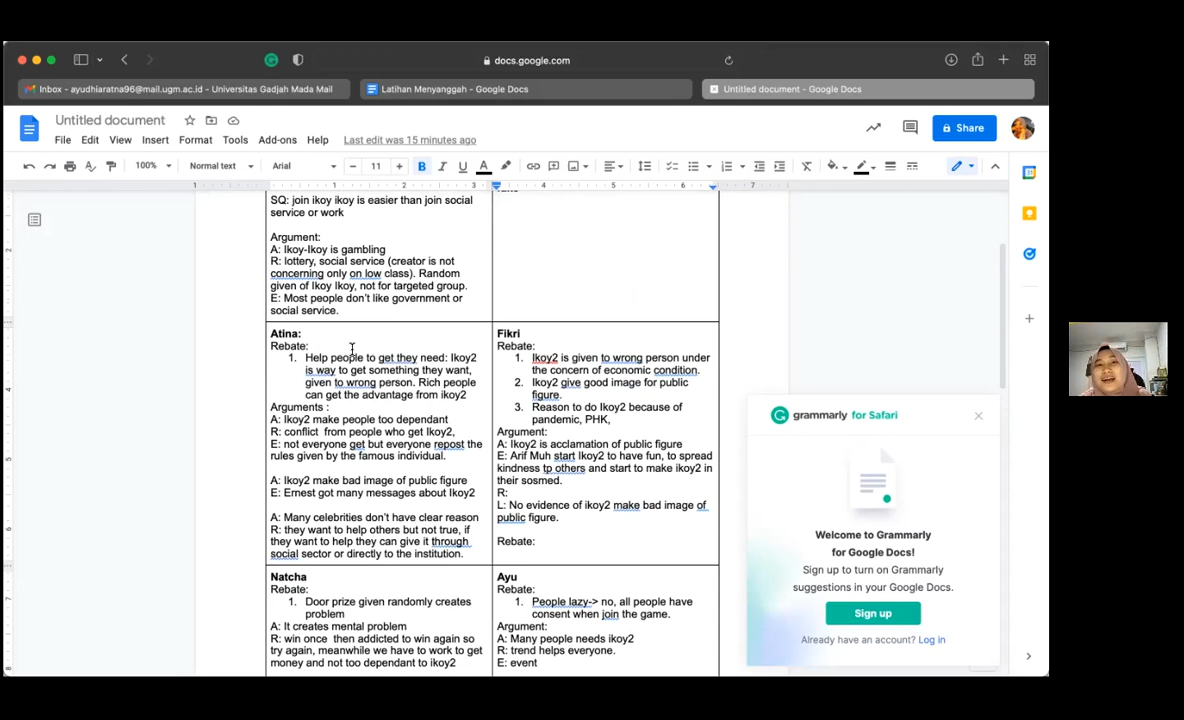 docs.google.com
Inbox - ayudhiaratna96@mail.ugm.ac.id - Universitas Gadjah Mada Mail
Latihan Menyanggah - Google Docs
Untitled document - Google Docs
Untitled document
File Edit View Insert Format Tools Add-ons Help Last edit was 15 minutes ago
Share
100% Normal text Arial 11 B I U A
1 1 2 3 4 5 6 7
SQ: join ikoy ikoy is easier than join social
service or work
Argument:
A: Ikoy-Ikoy is gambling
R: lottery, social service (creator is not
concerning only on low class). Random
given of Ikoy Ikoy, not for targeted group.
E: Most people don't like government or
social service.
Atina:
Rebate:
1. Help people to get they need: Ikoy2
is way to get something they want,
given to wrong person. Rich people
can get the advantage from ikoy2
Arguments :
A: Ikoy2 make people too dependant
R: conflict from people who get Ikoy2,
E: not everyone get but everyone repost the
rules given by the famous individual.
A: Ikoy2 make bad image of public figure
E: Ernest got many messages about Ikoy2
A: Many celebrities don't have clear reason
R: they want to help others but not true, if
they want to help they can give it through
social sector or directly to the institution.
Fikri
Rebate:
1. Ikoy2 is given to wrong person under
the concern of economic condition.
2. Ikoy2 give good image for public
figure.
3. Reason to do Ikoy2 because of
pandemic, PHK,
Argument:
A: Ikoy2 is acclamation of public figure
E: Arif Muh start Ikoy2 to have fun, to spread
kindness tp others and start to make ikoy2 in
their sosmed.
R:
L: No evidence of ikoy2 make bad image of
public figure.
Rebate:
Natcha
Rebate:
1. Door prize given randomly creates
problem
A: It creates mental problem
R: win once then addicted to win again so
try again, meanwhile we have to work to get
money and not too dependant to ikoy2
Ayu
Rebate:
1. People lazy-> no, all people have
consent when join the game.
Argument:
A: Many people needs ikoy2
R: trend helps everyone.
E: event
grammarly for Safari
Welcome to Grammarly
for Google Docs!
Sign up to turn on Grammarly
suggestions in your Google Docs.
Sign up
Already have an account? Log in